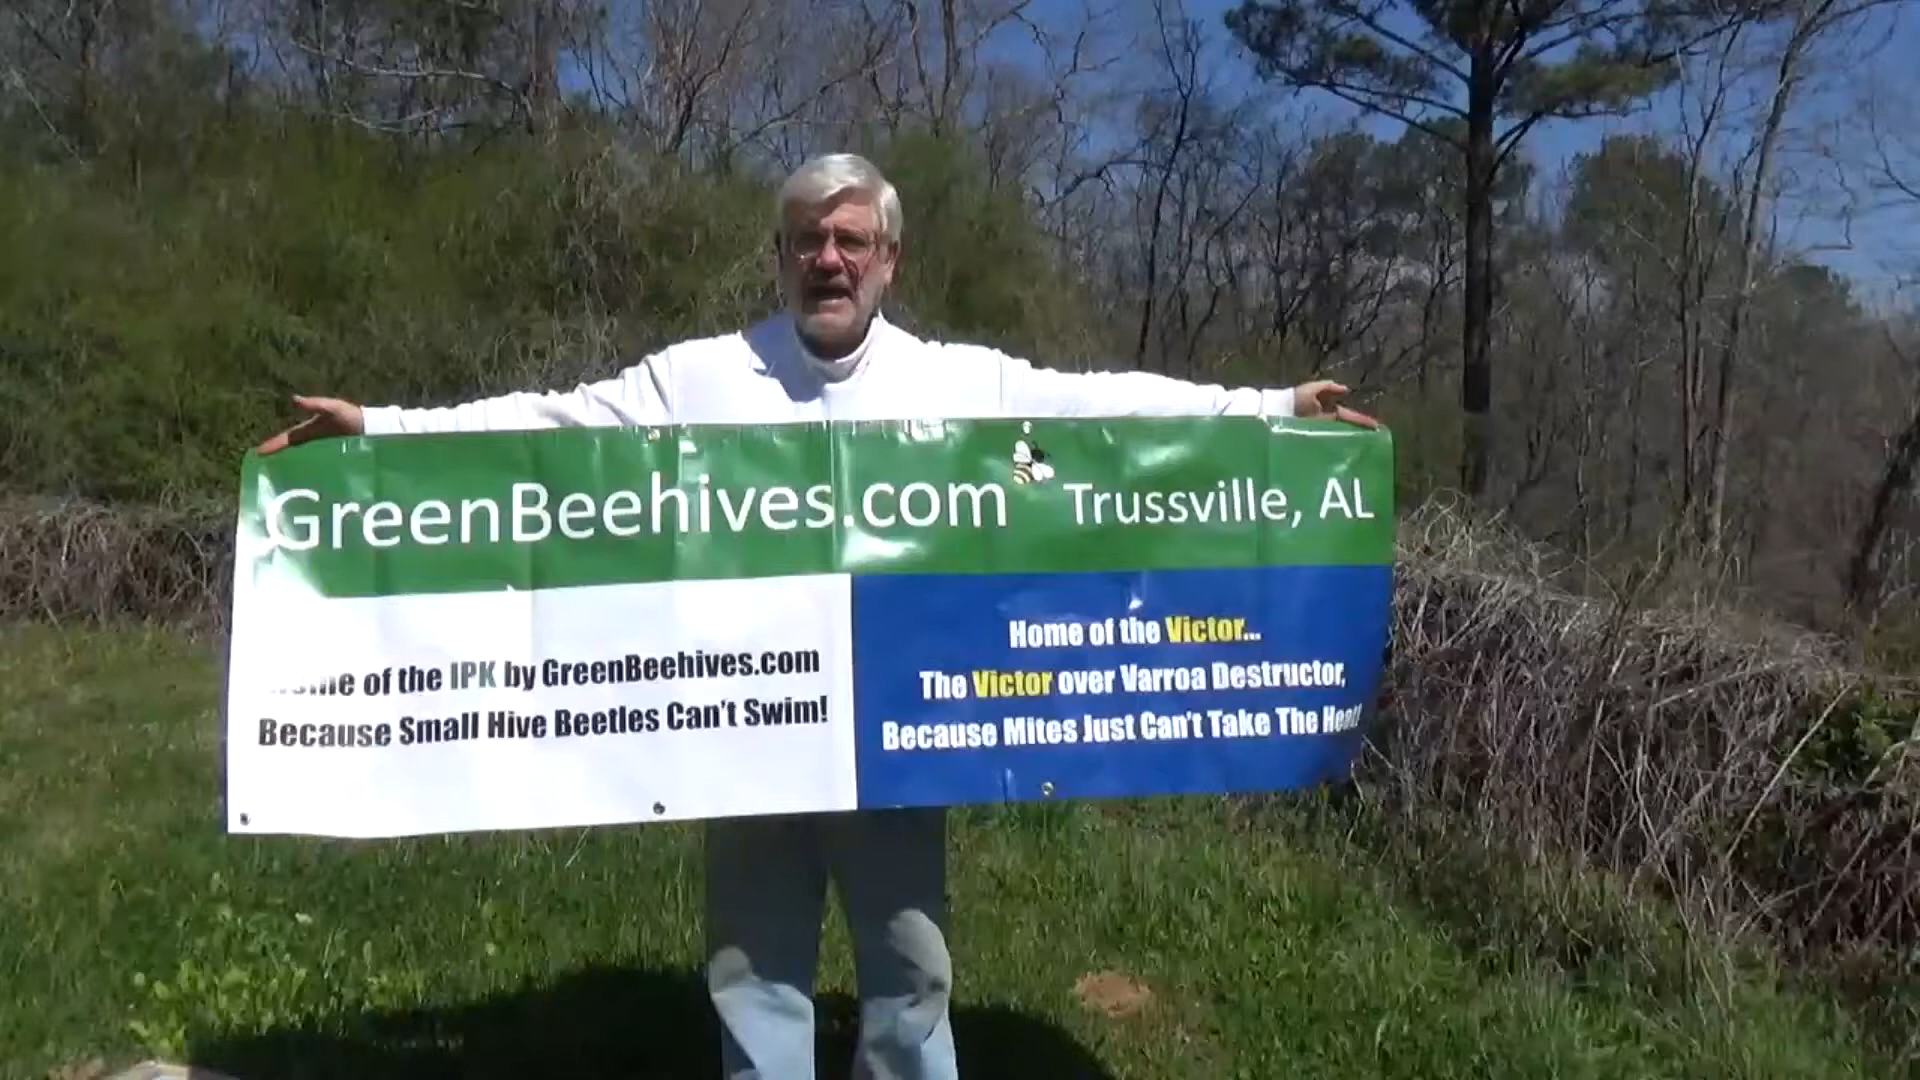 GreenBeehives.com Trussville, AL
of the IPK by GreenBeehives.com
Because Small Hive Beetles Can't Swim!
Home of the Victor...
The Victor over Varroa Destructor,
Because Mites Just Can't Take The